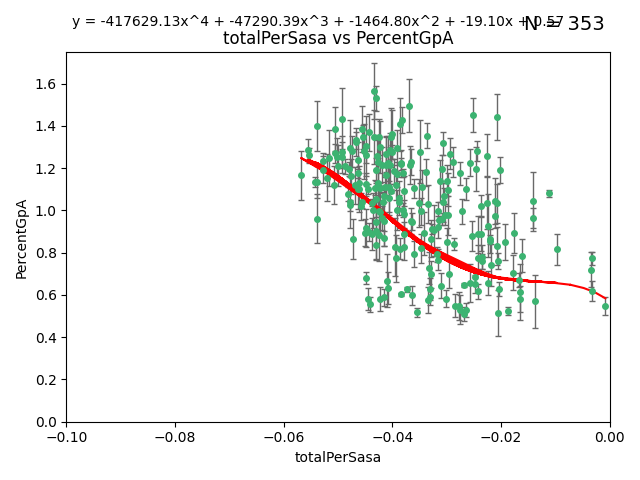 y = -417629.13x^4 + -47290.39x^3 + -1464.80x^2 + -19.10x + 0.57
N = 353
totalPerSasa vs PercentGpA
PercentGpA
1.6
1.4
1.2
1.0
0.8
0.6
0.4
0.2
0.0
−0.10 −0.08 −0.06 −0.04 −0.02 0.00
totalPerSasa